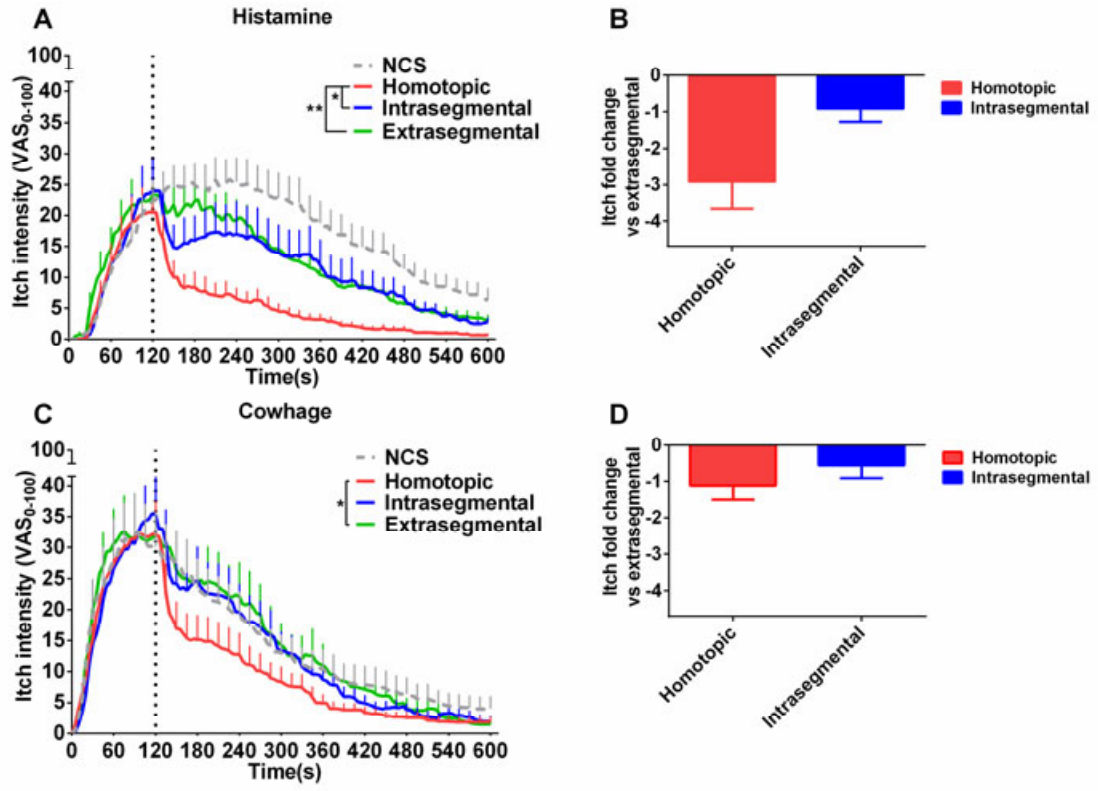 A
Histamine
Itch intensity (VAS0-100)
100
40
35
30
25
20
15
10
5
0
NCS
Homotopic
Intrasegmental
Extrasegmental
*
**
0 60 120 180 240 300 360 420 480 540 600
Time(s)
B
Itch fold change
vs extrasegmental
0
-1
-2
-3
-4
Homotopic
Intrasegmental
Homotopic
Intrasegmental
C
Cowhage
Itch intensity (VAS0-100)
100
40
35
30
25
20
15
10
5
0
NCS
Homotopic
Intrasegmental
Extrasegmental
*
0 60 120 180 240 300 360 420 480 540 600
Time(s)
D
Itch fold change
vs extrasegmental
0
-1
-2
-3
-4
Homotopic
Intrasegmental
Homotopic
Intrasegmental